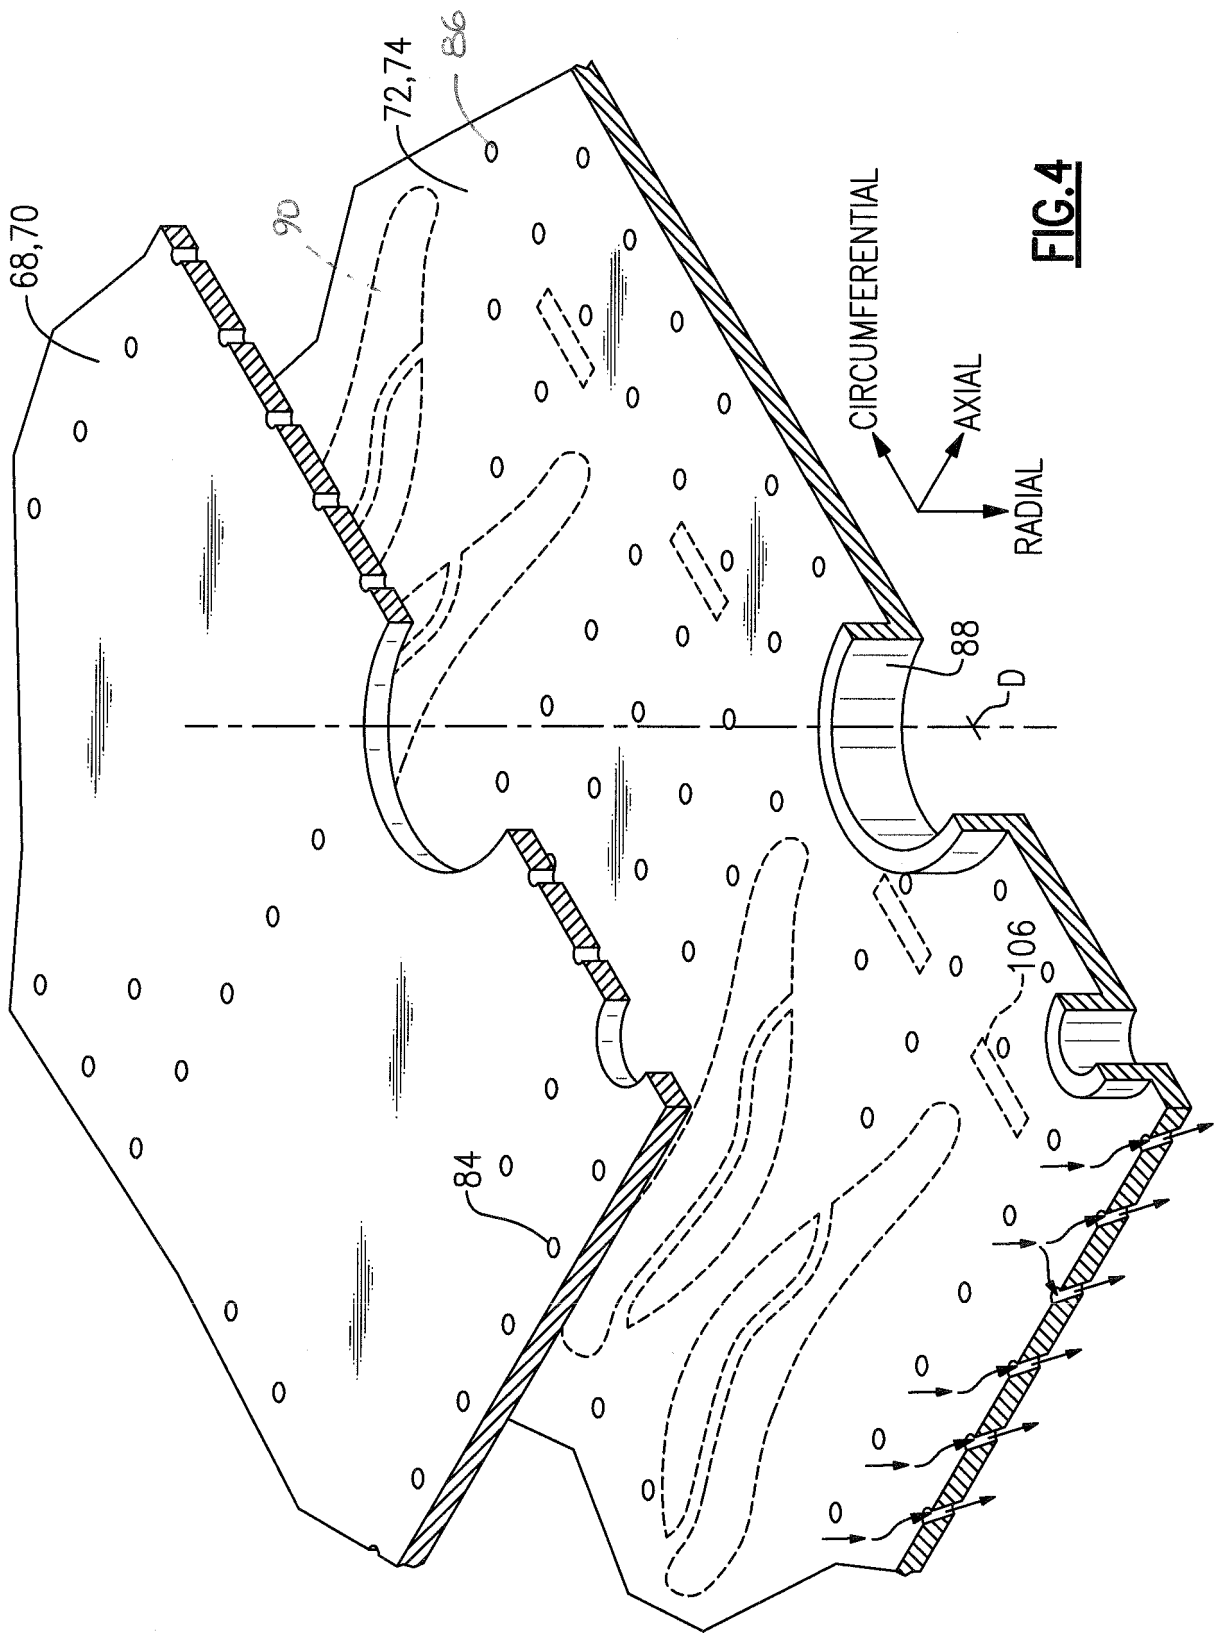 68,70
72,74
86
90
84
88
D
106
CIRCUMFERENTIAL
AXIAL
RADIAL
FIG.4